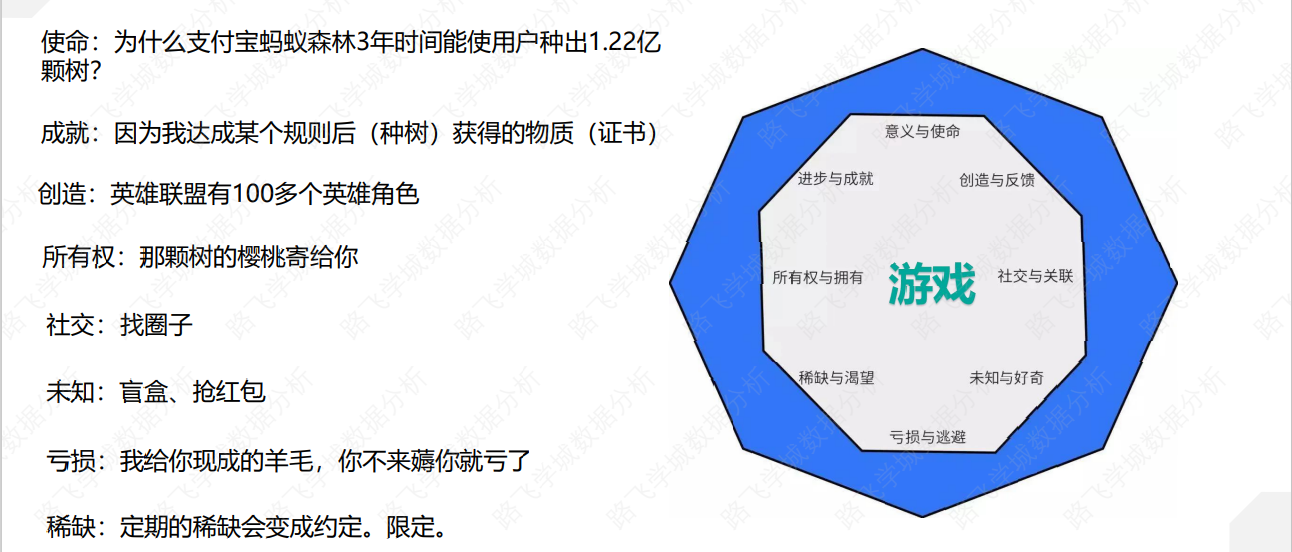 使命：为什么支付宝蚂蚁森林3年时间能使用户种出1.22亿
颗树？
成就：因为我达成某个规则后（种树）获得的物质（证书）
创造：英雄联盟有100多个英雄角色
所有权：那颗树的樱桃寄给你
社交：找圈子
未知：盲盒、抢红包
亏损：我给你现成的羊毛，你不来薅你就亏了
稀缺：定期的稀缺会变成约定。限定。
意义与使命
进步与成就
创造与反馈
所有权与拥有
游戏
社交与关联
稀缺与渴望
未知与好奇
亏损与逃避
路飞学城数据分析